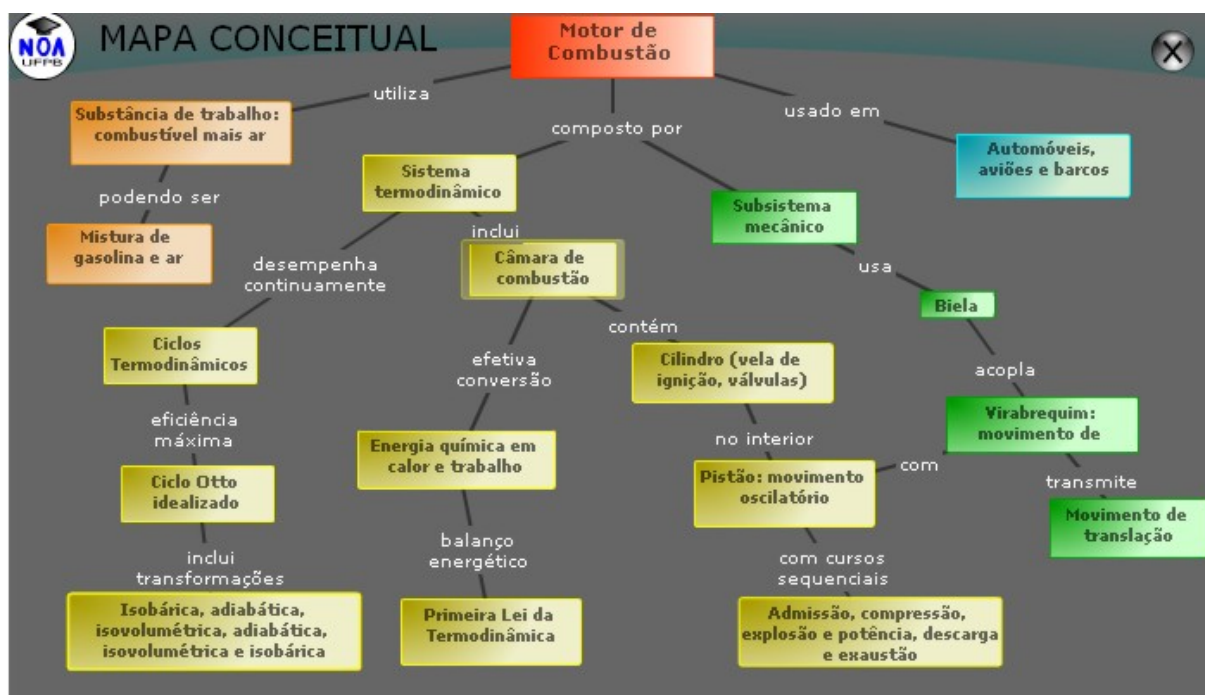 NOA
UFPB
MAPA CONCEITUAL
Motor de
Combustão
utiliza
composto por
usado em
Substância de trabalho:
combustível mais ar
podendo ser
Mistura de
gasolina e ar
Sistema
termodinâmico
Subsistema
mecânico
Automóveis,
aviões e barcos
desempenha
continuamente
inclui
Câmara de
combustão
usa
Biela
Ciclos
Termodinâmicos
efetiva
conversão
contém
Cilindro (vela de
ignição, válvulas)
acopla
Virabrequim:
movimento de
eficiência
máxima
Energia química em
calor e trabalho
no interior
com
Ciclo Otto
idealizado
Pistão: movimento
oscilatório
transmite
Movimento de
translação
inclui
transformações
balanço
energético
com cursos
sequenciais
Isobárica, adiabática,
isovolumétrica, adiabática,
isovolumétrica e isobárica
Primeira Lei da
Termodinâmica
Admissão, compressão,
explosão e potência, descarga
e exaustão